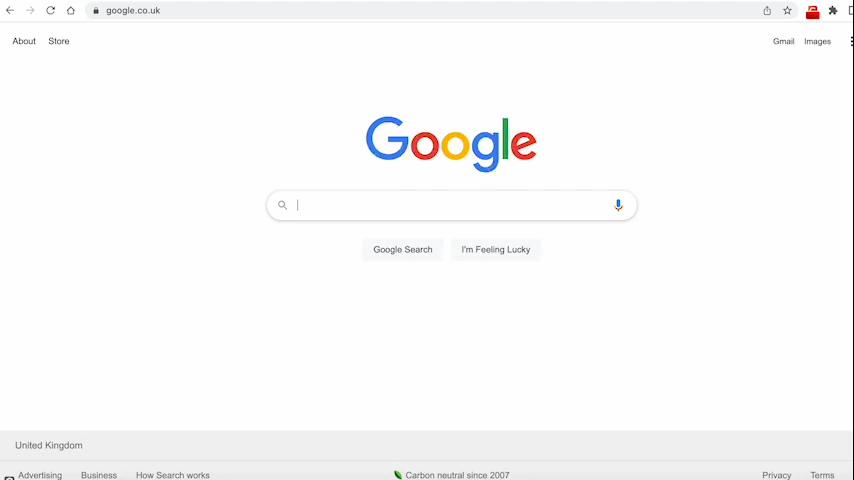 google.co.uk
About Store Gmail Images
Google
Google Search I'm Feeling Lucky
United Kingdom
Advertising Business How Search works Carbon neutral since 2007 Privacy Terms